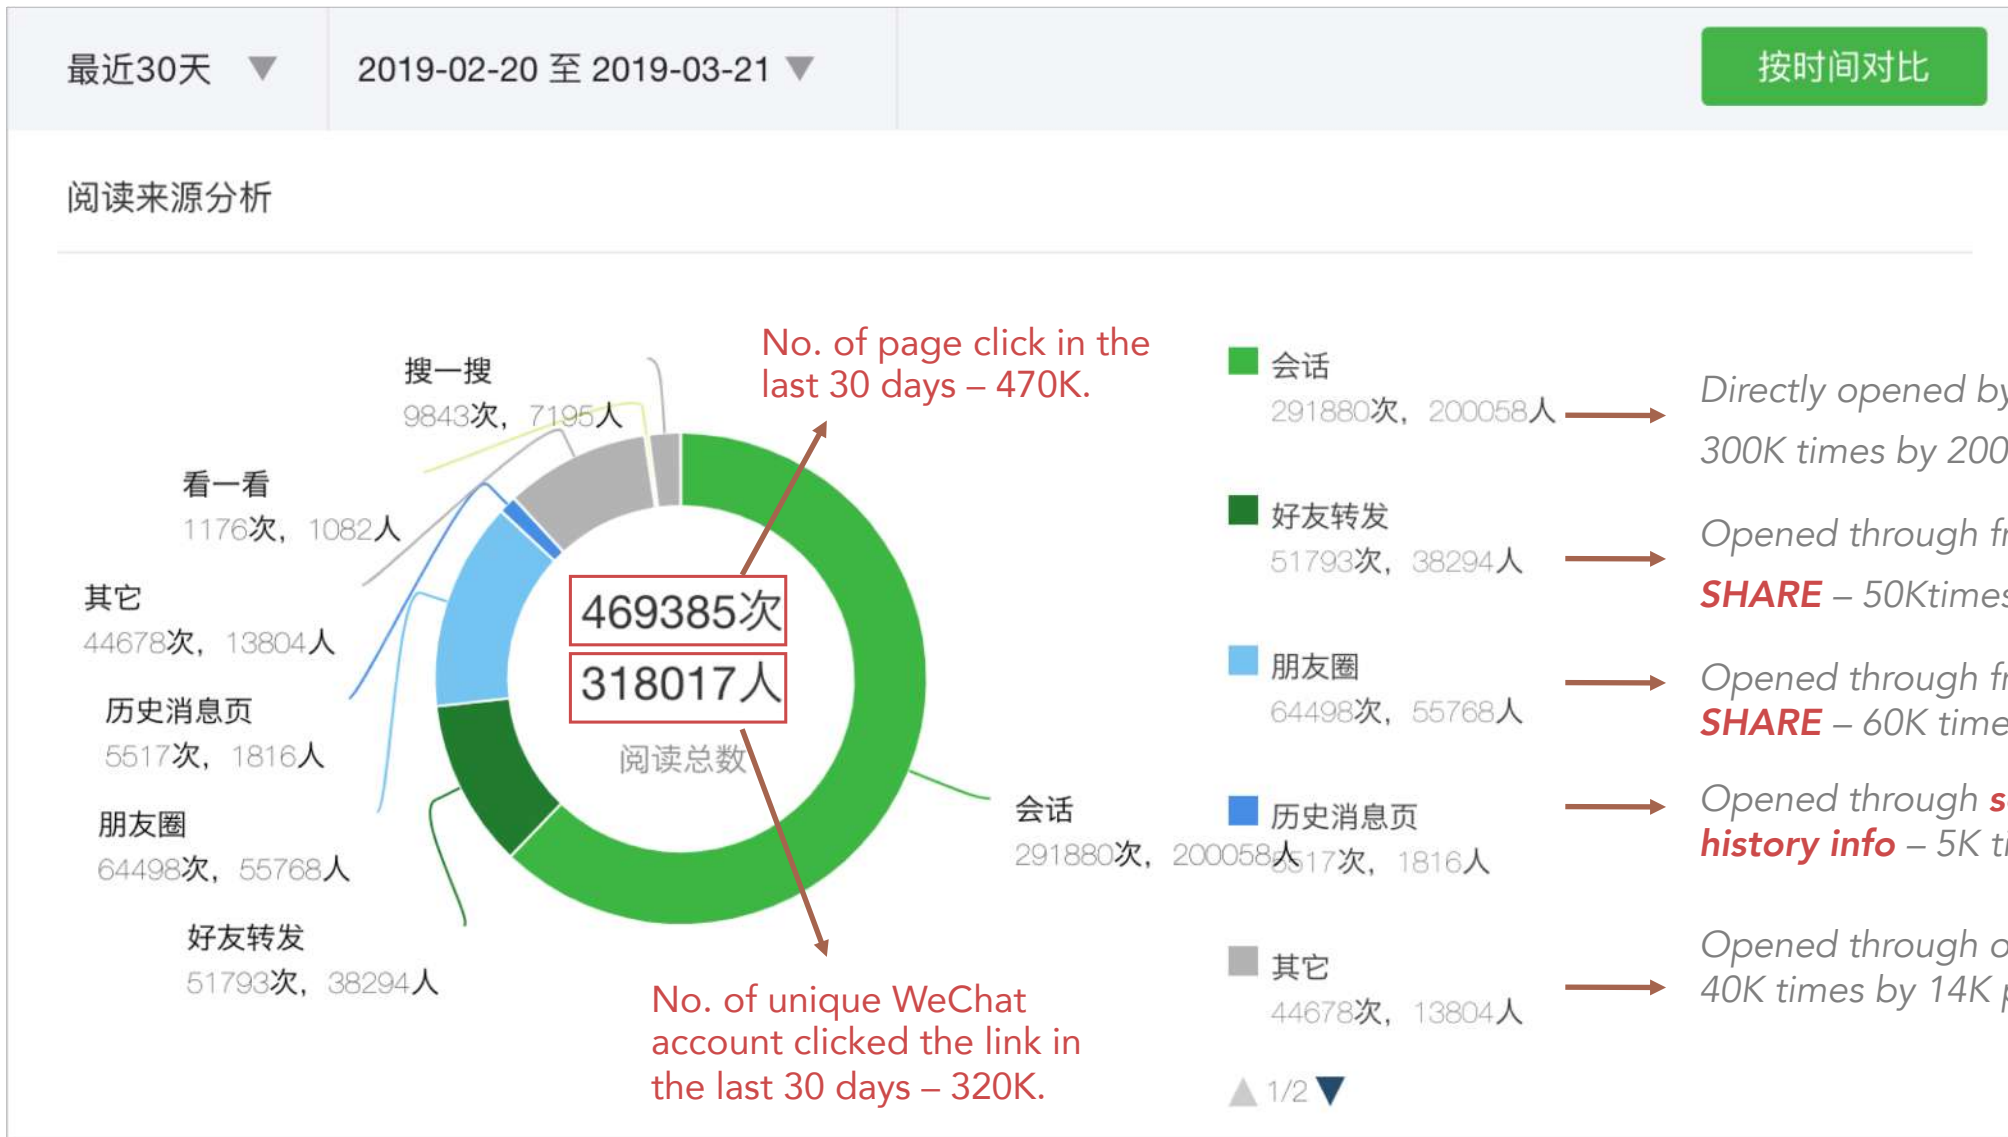 最近30天 ▼ 2019-02-20 至 2019-03-21 ▼ 按时间对比
阅读来源分析
No. of page click in the
last 30 days – 470K.
搜一搜
9843次, 7195人
看一看
1176次, 1082人
其它
44678次, 13804人
历史消息页
5517次, 1816人
朋友圈
64498次, 55768人
好友转发
51793次, 38294人
469385次
318017人
阅读总数
会话
291880次, 200058人
No. of unique WeChat
account clicked the link in
the last 30 days – 320K.
会话
291880次, 200058人
好友转发
51793次, 38294人
朋友圈
64498次, 55768人
历史消息页
5517次, 1816人
其它
44678次, 13804人
▲ 1/2 ▼
Directly opened by
300K times by 200
Opened through
SHARE – 50Ktimes
Opened through
SHARE – 60K time
Opened through
history info – 5K
Opened through
40K times by 14K